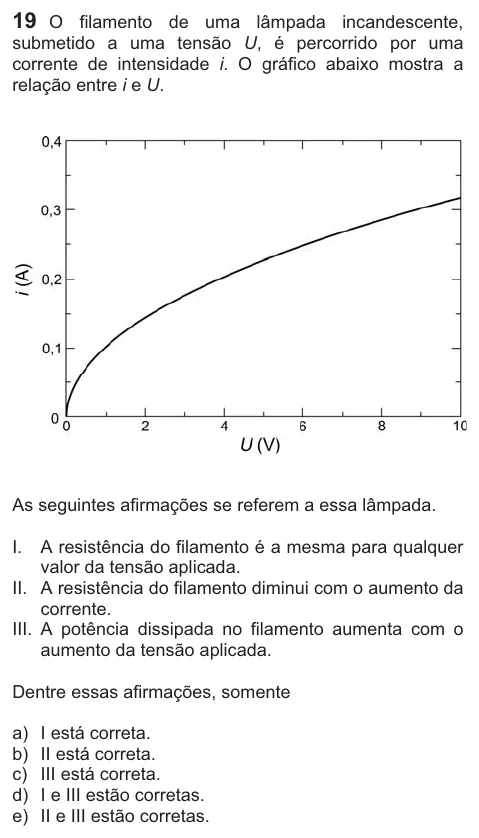 19 O filamento de uma lâmpada incandescente,
submetido a uma tensão U, é percorrido por uma
corrente de intensidade i. O gráfico abaixo mostra a
relação entre i e U.
0,4
0,3
0,2
0,1
0
i (A)
0 2 4 6 8 10
U (V)
As seguintes afirmações se referem a essa lâmpada.
I. A resistência do filamento é a mesma para qualquer
valor da tensão aplicada.
II. A resistência do filamento diminui com o aumento da
corrente.
III. A potência dissipada no filamento aumenta com o
aumento da tensão aplicada.
Dentre essas afirmações, somente
a) I está correta.
b) II está correta.
c) III está correta.
d) I e III estão corretas.
e) II e III estão corretas.